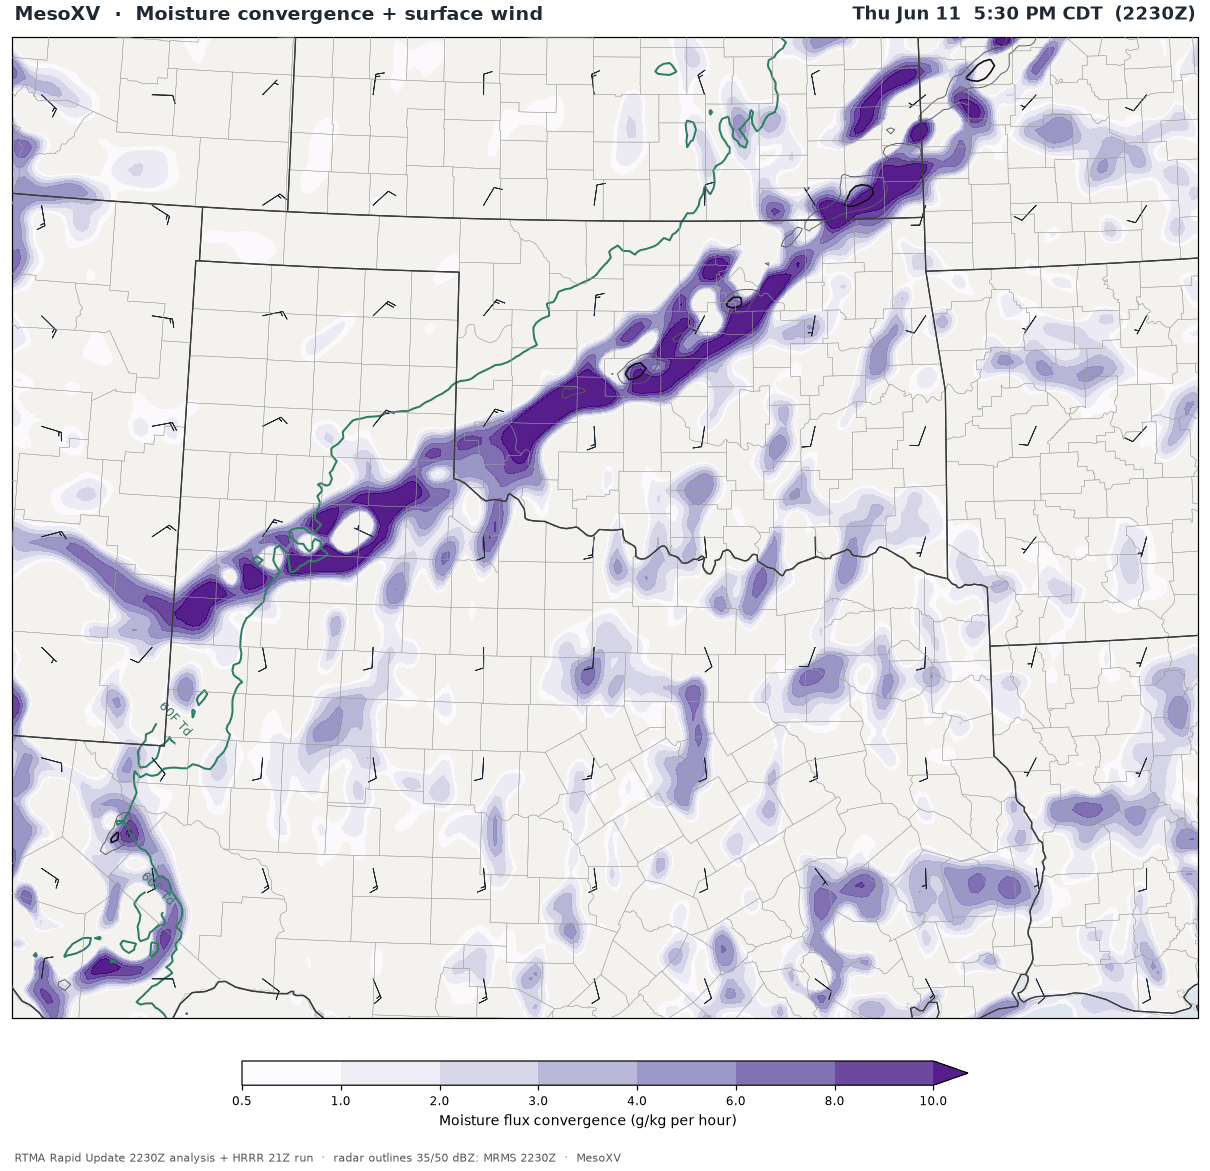 MesoXV · Moisture convergence + surface wind
Thu Jun 11 5:30 PM CDT (2230Z)
60F Td
0.5 1.0 2.0 3.0 4.0 6.0 8.0 10.0
Moisture flux convergence (g/kg per hour)
RTMA Rapid Update 2230Z analysis + HRRR 21Z run · radar outlines 35/50 dBZ: MRMS 2230Z · MesoXV